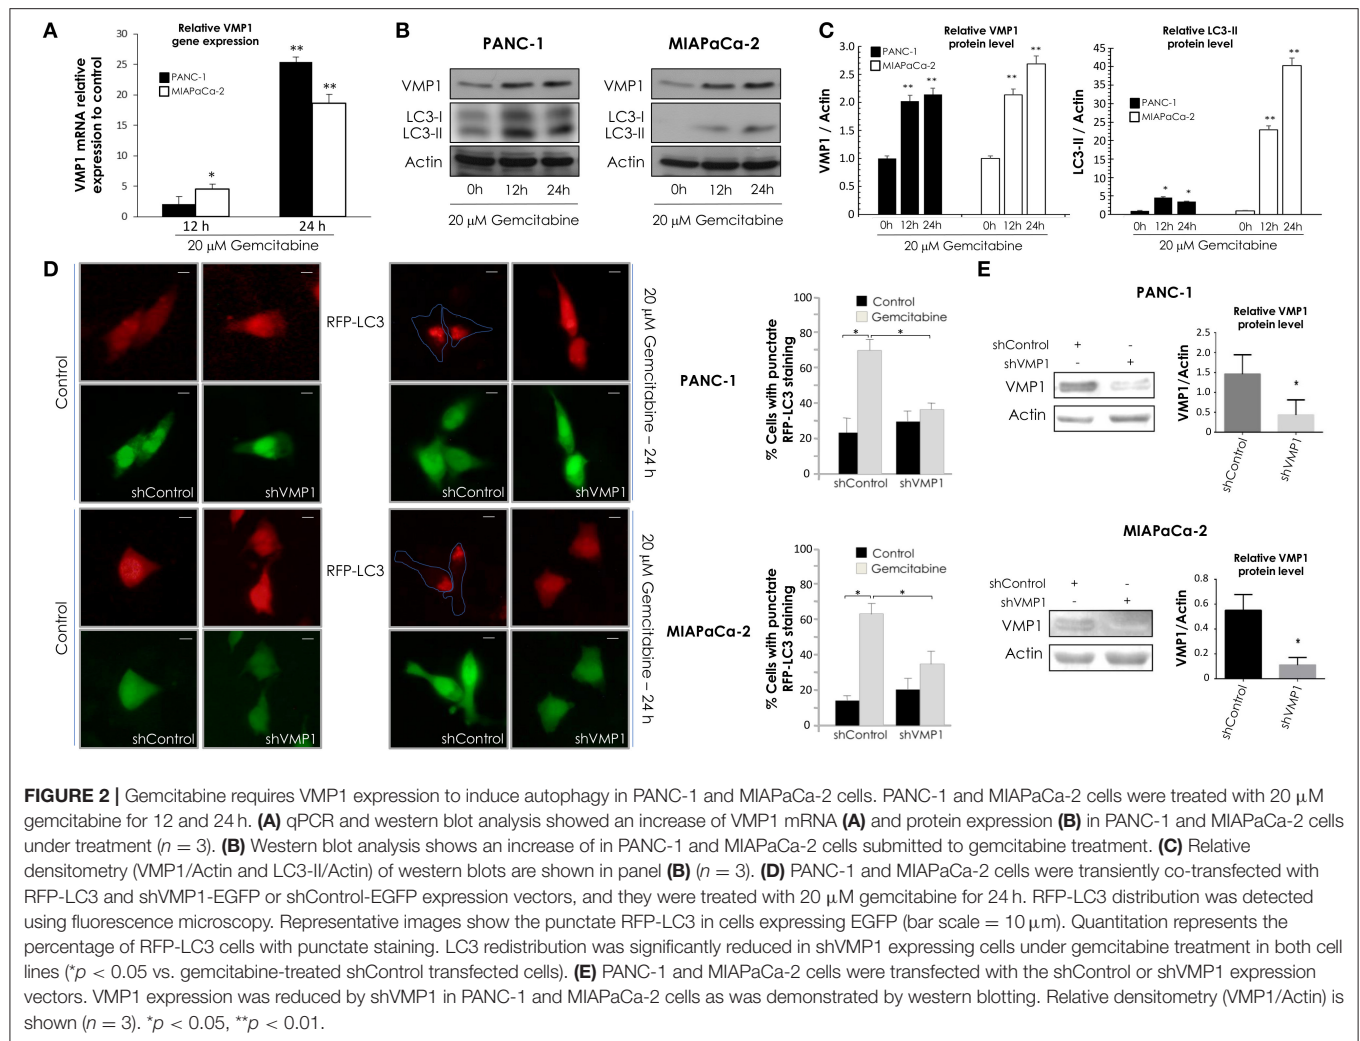 A
Relative VMP1
gene expression
VMP1 mRNA relative
expression to control
30
25
20
15
10
5
0
PANC-1
MIAPaCa-2
*
**
**
12 h
24 h
20 μM Gemcitabine
B
PANC-1
MIAPaCa-2
VMP1
VMP1
LC3-I
LC3-I
LC3-II
LC3-II
Actin
Actin
0h 12h 24h
0h 12h 24h
20 μM Gemcitabine
20 μM Gemcitabine
C
Relative VMP1
protein level
VMP1 / Actin
3.0
2.5
2.0
1.5
1.0
0.5
0
PANC-1
MIAPaCa-2
** **
** **
0h 12h 24h
0h 12h 24h
20 μM Gemcitabine
Relative LC3-II
protein level
LC3-II / Actin
45
40
35
30
25
20
15
10
5
0
PANC-1
MIAPaCa-2
* *
** **
0h 12h 24h
0h 12h 24h
20 μM Gemcitabine
D
Control
RFP-LC3
20 μM Gemcitabine – 24 h
shControl
shVMP1
shControl
shVMP1
PANC-1
100
80
60
40
20
0
% Cells with punctate
RFP-LC3 staining
Control
Gemcitabine
* *
shControl shVMP1
Control
RFP-LC3
20 μM Gemcitabine – 24 h
shControl
shVMP1
shControl
shVMP1
MIAPaCa-2
100
80
60
40
20
0
% Cells with punctate
RFP-LC3 staining
Control
Gemcitabine
* *
shControl shVMP1
E
PANC-1
shControl + -
shVMP1 - +
VMP1
Actin
Relative VMP1
protein level
VMP1/Actin
2.5
2.0
1.5
1.0
0.5
0
*
shControl
shVMP1
MIAPaCa-2
shControl + -
shVMP1 - +
VMP1
Actin
Relative VMP1
protein level
VMP1/Actin
0.8
0.6
0.4
0.2
0
*
shControl
shVMP1
FIGURE 2 | Gemcitabine requires VMP1 expression to induce autophagy in PANC-1 and MIAPaCa-2 cells. PANC-1 and MIAPaCa-2 cells were treated with 20 μM
gemcitabine for 12 and 24 h. (A) qPCR and western blot analysis showed an increase of VMP1 mRNA (A) and protein expression (B) in PANC-1 and MIAPaCa-2 cells
under treatment (n = 3). (B) Western blot analysis shows an increase of in PANC-1 and MIAPaCa-2 cells submitted to gemcitabine treatment. (C) Relative
densitometry (VMP1/Actin and LC3-II/Actin) of western blots are shown in panel (B) (n = 3). (D) PANC-1 and MIAPaCa-2 cells were transiently co-transfected with
RFP-LC3 and shVMP1-EGFP or shControl-EGFP expression vectors, and they were treated with 20 μM gemcitabine for 24 h. RFP-LC3 distribution was detected
using fluorescence microscopy. Representative images show the punctate RFP-LC3 in cells expressing EGFP (bar scale = 10 μm). Quantitation represents the
percentage of RFP-LC3 cells with punctate staining. LC3 redistribution was significantly reduced in shVMP1 expressing cells under gemcitabine treatment in both cell
lines (*p < 0.05 vs. gemcitabine-treated shControl transfected cells). (E) PANC-1 and MIAPaCa-2 cells were transfected with the shControl or shVMP1 expression
vectors. VMP1 expression was reduced by shVMP1 in PANC-1 and MIAPaCa-2 cells as was demonstrated by western blotting. Relative densitometry (VMP1/Actin) is
shown (n = 3). *p < 0.05, **p < 0.01.